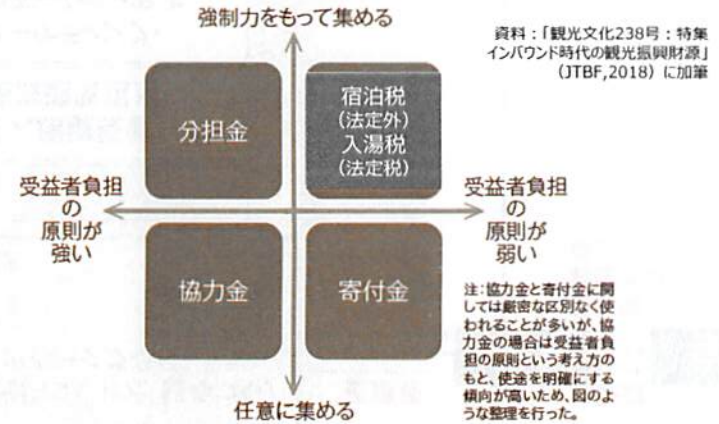 強制力をもって集める
資料：「観光文化238号：特集
インバウンド時代の観光振興財源」
（JTBF,2018）に加筆
分担金
宿泊税
（法定外）
入湯税
（法定税）
受益者負担
の
原則が
強い
受益者負担
の
原則が
弱い
協力金
寄付金
注：協力金と寄付金に関
しては厳密な区別なく使
われることが多いが、協
力金の場合は受益者負
担の原則という考え方の
もと、使途を明確にする
傾向が高いため、図のよ
うな整理を行った。
任意に集める